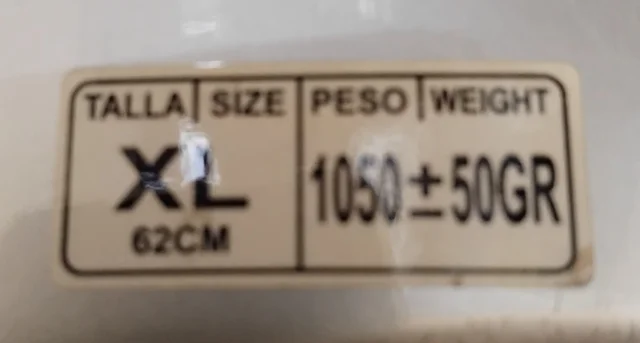 TALLA | SIZE PESO | WEIGHT
XL 1050±50GR
62CM